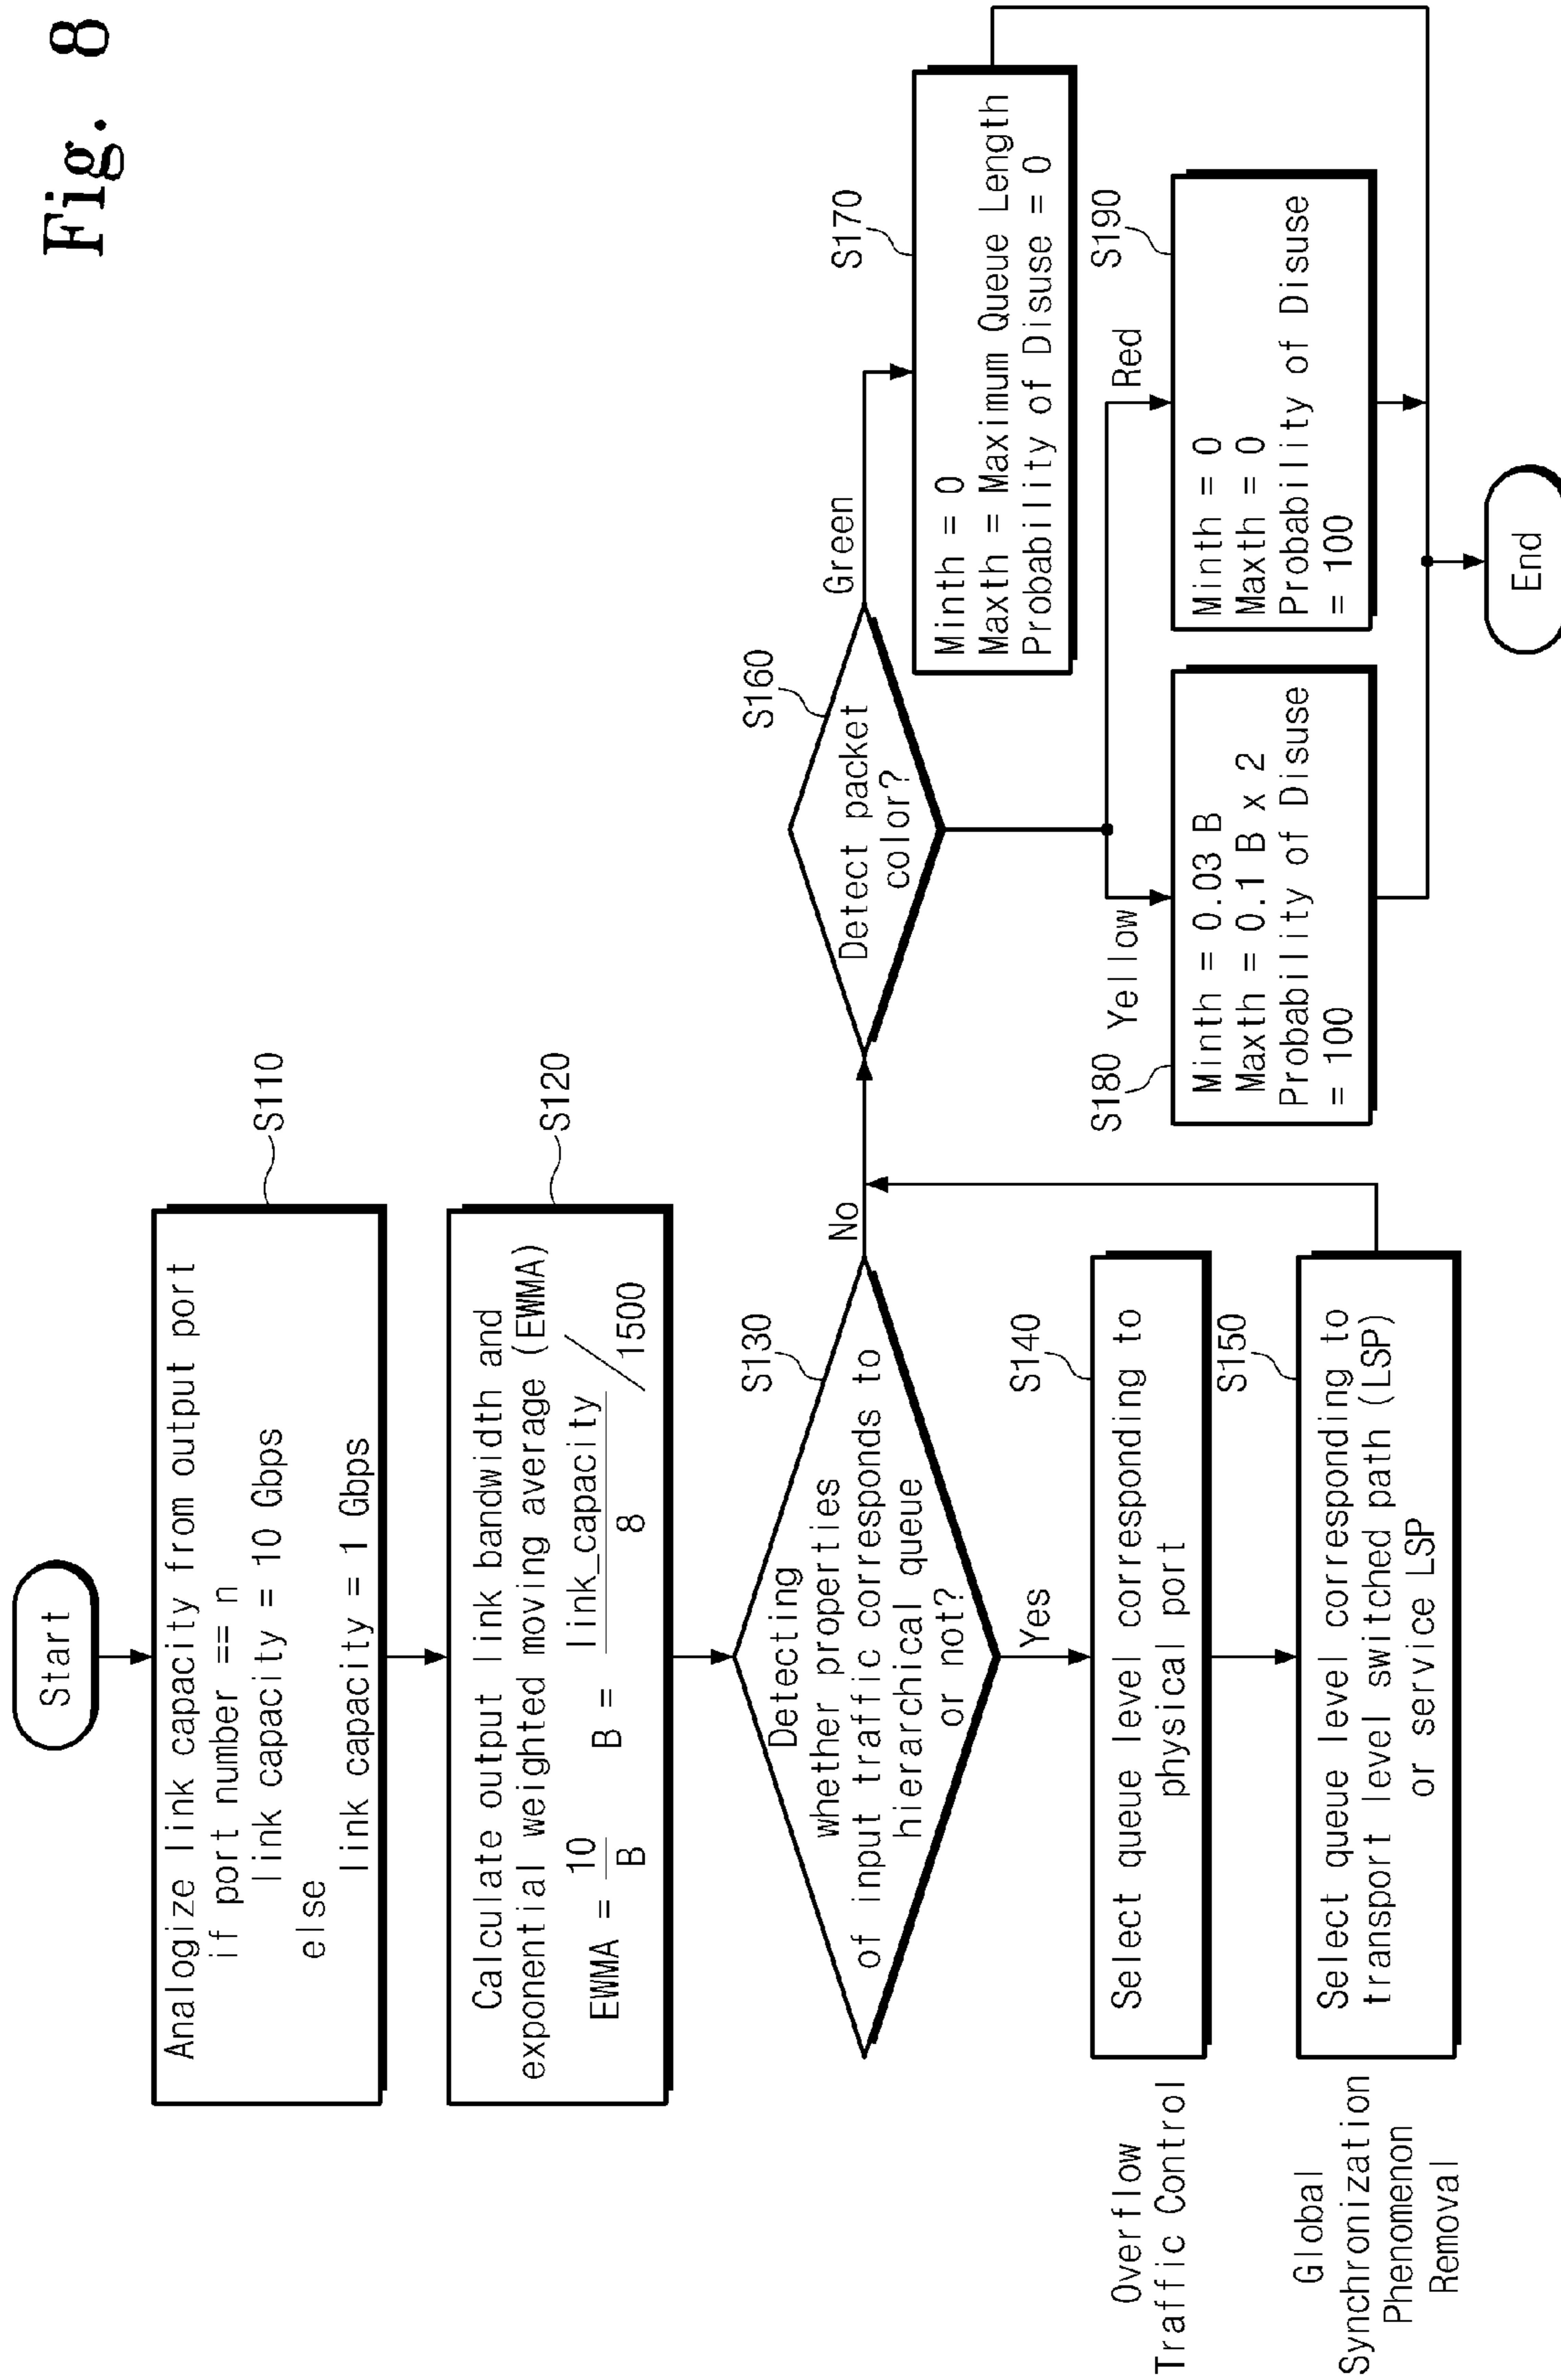 Fig. 8
Start
S110
Analogize link capacity from output port
if port number == n
link capacity = 10 Gbps
else
link capacity = 1 Gbps
S120
Calculate output link bandwidth and
exponential weighted moving average (EWMA)
EWMA = 10 / B    B = link_capacity / 8 / 1500
S130
Detecting
whether properties
of input traffic corresponds to
hierarchical queue
or not?
No
Yes
Overflow
Traffic Control
S140
Select queue level corresponding to
physical port
Global
Synchronization
Phenomenon
Removal
S150
Select queue level corresponding to
transport level switched path (LSP)
or service LSP
S160
Detect packet
color?
Green
S170
Minth = 0
Maxth = Maximum Queue Length
Probability of Disuse = 0
Yellow
S180
Minth = 0.03 B
Maxth = 0.1 B x 2
Probability of Disuse
= 100
Red
S190
Minth = 0
Maxth = 0
Probability of Disuse
= 100
End